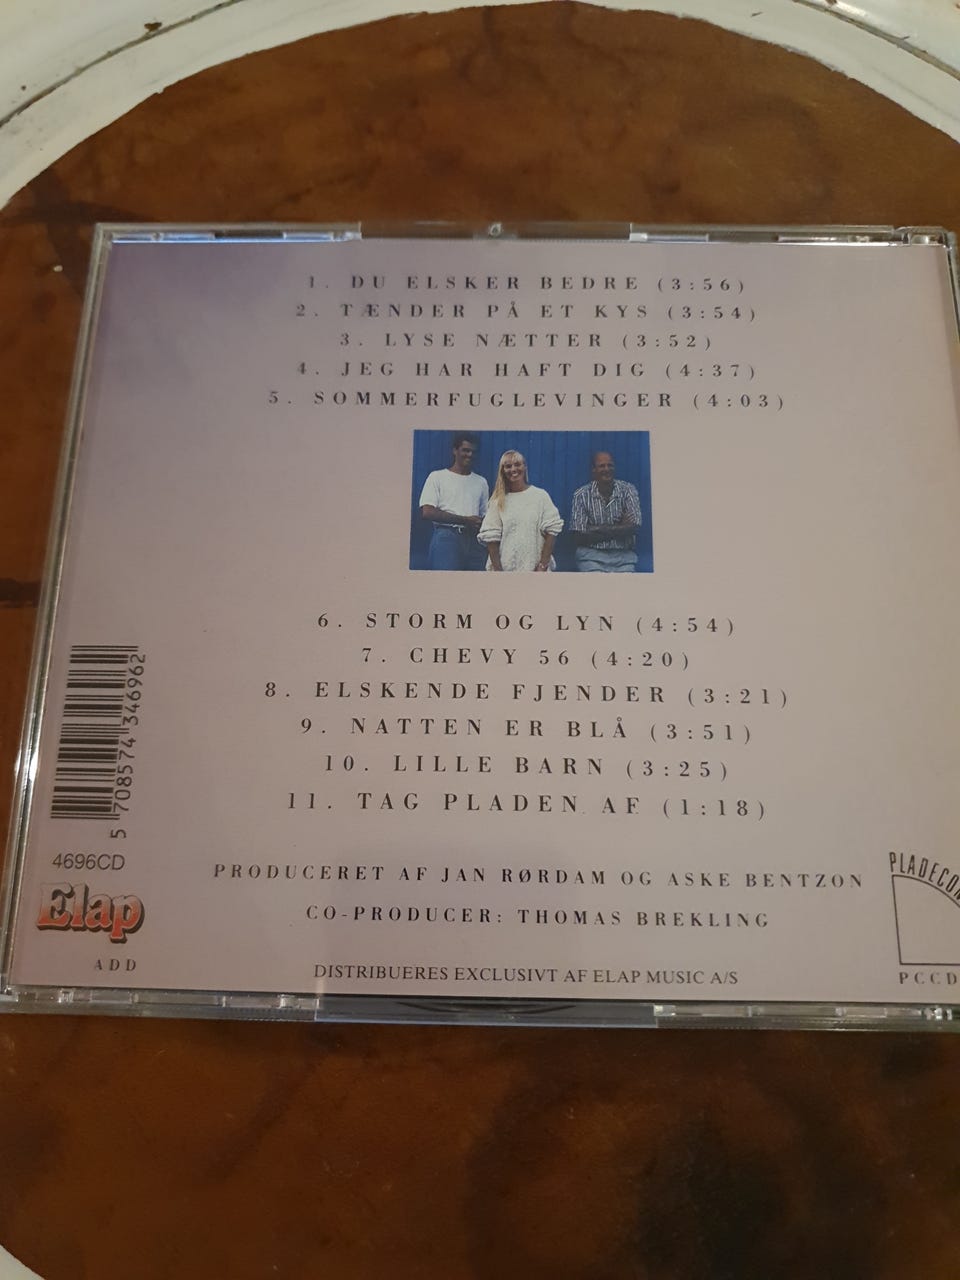 1. DU ELSKER BEDRE (3:56)
2. TÆNDER PÅ ET KYS (3:54)
3. LYSE NÆTTER (3:52)
4. JEG HAR HAFT DIG (4:37)
5. SOMMERFUGLEVINGER (4:03)
6. STORM OG LYN (4:54)
7. CHEVY 56 (4:20)
8. ELSKENDE FJENDER (3:21)
9. NATTEN ER BLÅ (3:51)
10. LILLE BARN (3:25)
11. TAG PLADEN AF (1:18)
5 708574 346962
4696CD
Elap
ADD
PRODUCERET AF JAN RØRDAM OG ASKE BENTZON
CO-PRODUCER: THOMAS BREKLING
DISTRIBUERES EXCLUSIVT AF ELAP MUSIC A/S
PLADECOM
PCCD